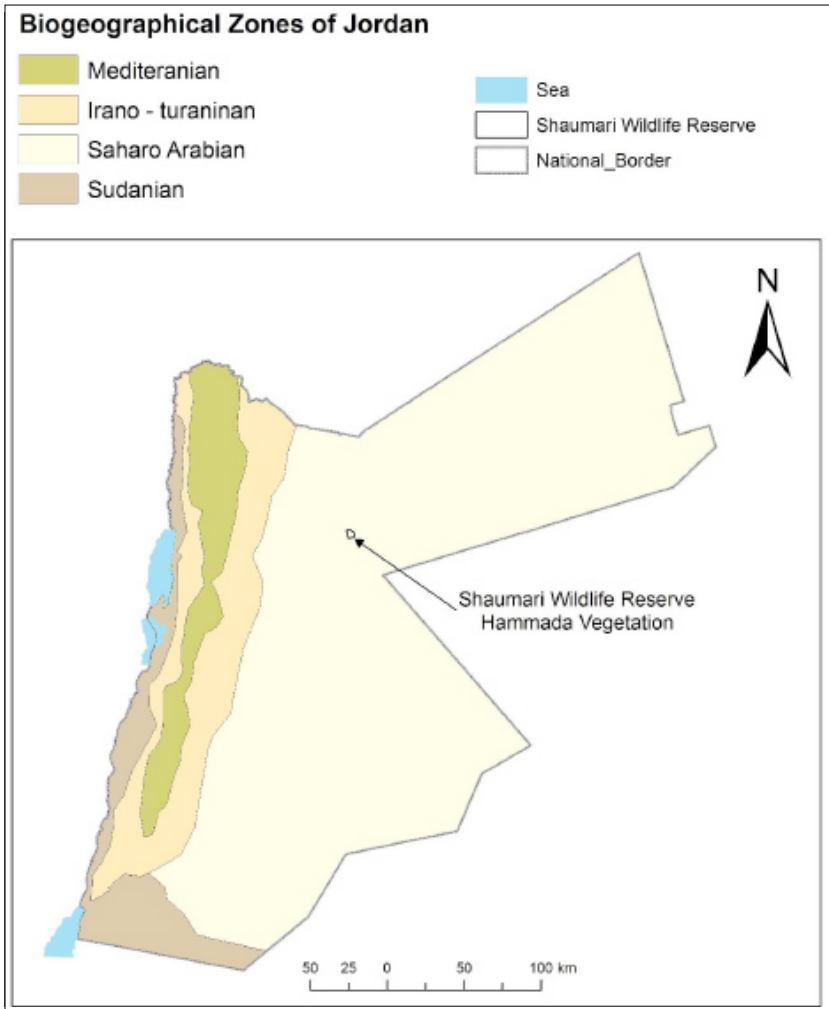 Biogeographical Zones of Jordan
Mediteranian
Irano - turaninan
Saharo Arabian
Sudanian
Sea
Shaumari Wildlife Reserve
National_Border
N
Shaumari Wildlife Reserve
Hammada Vegetation
50 25 0 50 100 km